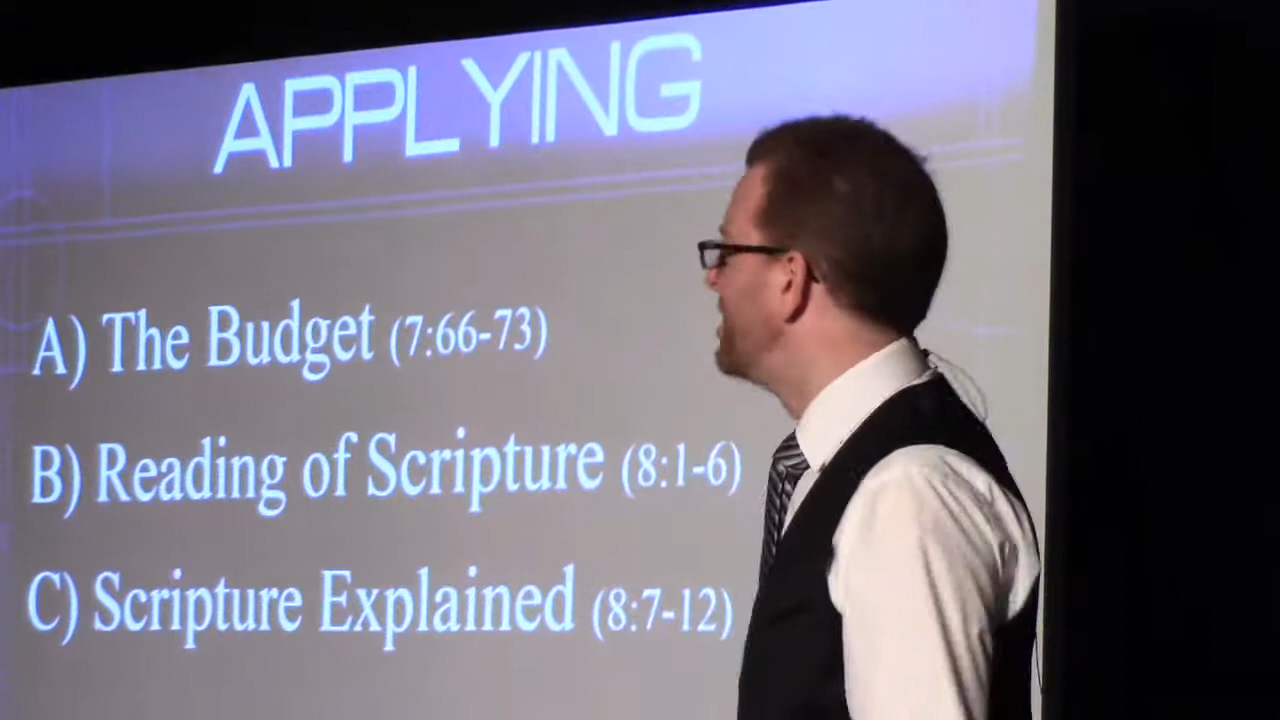 APPLYING
A) The Budget (7:66-73)
B) Reading of Scripture (8:1-6)
C) Scripture Explained (8:7-12)